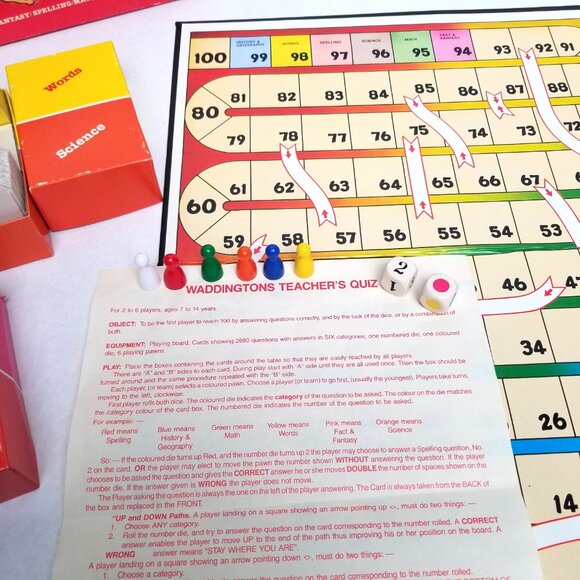 FANTASY/SPELLING/MA
Words
Science
HISTORY & GEOGRAPHY WORDS SPELLING SCIENCE MATH FACT & FANTASY
100 99 98 97 96 95 94 93 92 91
80 81 82 83 84 85 86 87 88
79 78 77 76 75 74 73 72
60 61 62 63 64 65 66 67
59 58 57 56 55 54 53 52
46 47
34
26
14
2
1
WADDINGTONS TEACHER'S QUIZ
For 2 to 6 players, ages 7 to 14 years.
OBJECT: To be the first player to reach 100 by answering questions correctly, and by the luck of the dice, or by a combination of
both.
EQUIPMENT: Playing board, Cards showing 2880 questions with answers in SIX categories, one numbered die, one coloured
die, 6 playing pawns.
PLAY: Place the boxes containing the cards around the table so that they are easily reached by all players.
There are "A" and "B" sides to each card. During play start with "A" side until they are all used once. Then the box should be
turned around and the same procedure repeated with the "B" side.
Each player, (or team) selects a coloured pawn. Choose a player (or team) to go first, (usually the youngest). Players take turns,
moving to the left, clockwise.
First player rolls both dice. The coloured die indicates the category of the question to be asked. The colour on the die matches
the category colour of the card box. The numbered die indicates the number of the question to be asked.
For example: —
Red means Blue means Green means Yellow means Pink means Orange means
Spelling History & Math Words Fact & Science
Geography Fantasy
So: — If the coloured die turns up Red, and the number die turns up 2 the player may choose to answer a Spelling question, No.
2 on the card, OR the player may elect to move the pawn the number shown WITHOUT answering the question. If the player
chooses to be asked the question and gives the CORRECT answer he or she moves DOUBLE the number of spaces shown on the
number die. If the answer given is WRONG the player does not move.
The Player asking the question is always the one on the left of the player answering. The Card is always taken from the BACK of
the box and replaced in the FRONT.
"UP and DOWN Paths. A player landing on a square showing an arrow pointing up, must do two things: —
1. Choose ANY category.
2. Roll the number die, and try to answer the question on the card corresponding to the number rolled. A CORRECT
answer enables the player to move UP to the end of the path thus improving his or her position on the board. A
WRONG answer means "STAY WHERE YOU ARE".
A player landing on a square showing an arrow pointing down, must do two things: —
1. Choose a category.
answer the question on the card corresponding to the number rolled.